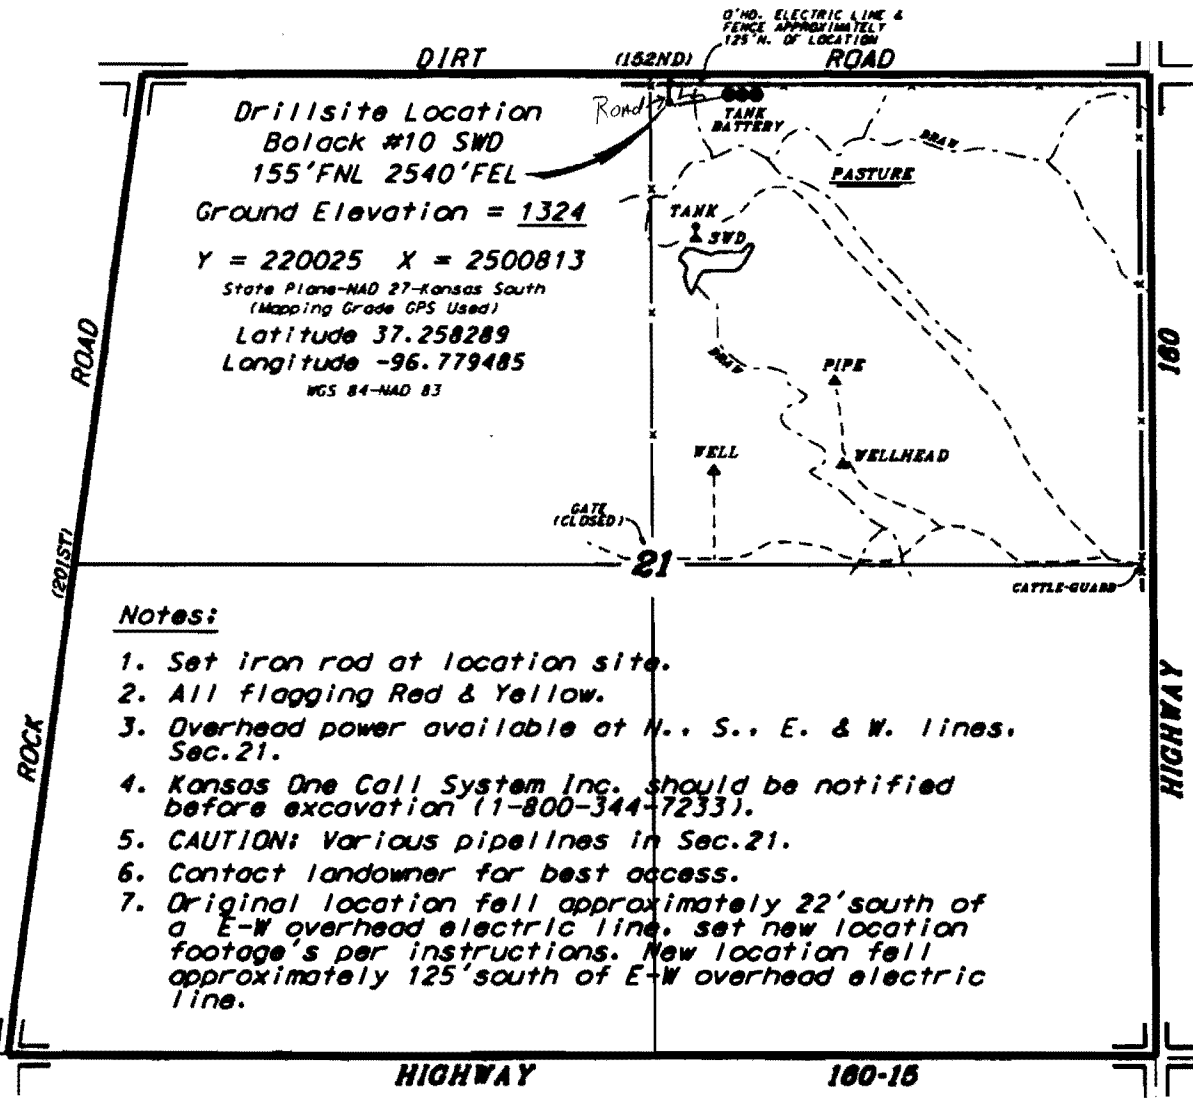 O'HD. ELECTRIC LINE &
FENCE APPROXIMATELY
125'N. OF LOCATION
DIRT (152ND) ROAD
Drillsite Location
Bolack #10 SWD
155'FNL 2540'FEL
Ground Elevation = 1324
Y = 220025 X = 2500813
State Plane-NAD 27-Kansas South
(Mapping Grade GPS Used)
Latitude 37.258289
Longitude -96.779485
WGS 84-NAD 83
Road
TANK
BATTERY
DRAW
PASTURE
TANK
SWD
DRAW
PIPE
WELL
WELLHEAD
GATE
(CLOSED)
21
CATTLE-GUARD
ROAD
(201ST)
ROCK
160
HIGHWAY
Notes:
1. Set iron rod at location site.
2. All flagging Red & Yellow.
3. Overhead power available at N., S., E. & W. lines,
Sec.21.
4. Kansas One Call System Inc. should be notified
before excavation (1-800-344-7233).
5. CAUTION: Various pipelines in Sec.21.
6. Contact landowner for best access.
7. Original location fell approximately 22'south of
a E-W overhead electric line, set new location
footage's per instructions. New location fell
approximately 125'south of E-W overhead electric
line.
HIGHWAY 160-15